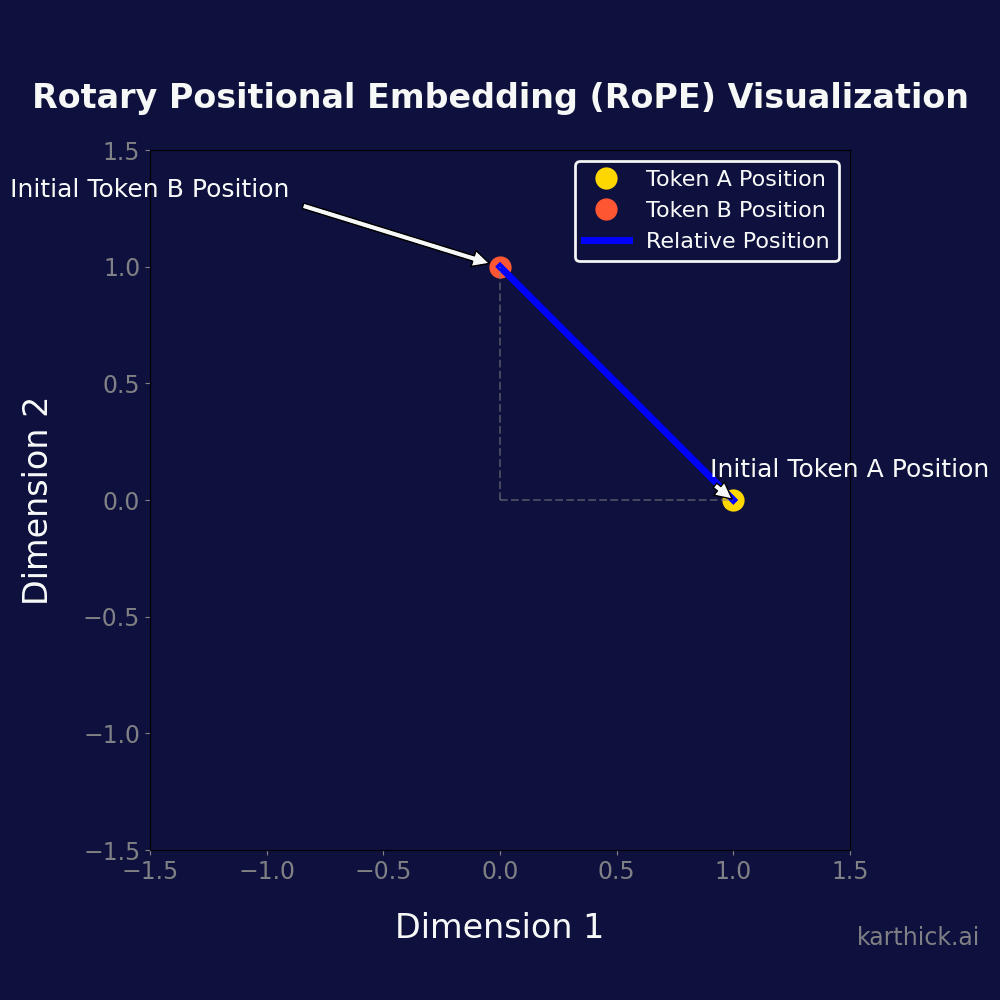 Rotary Positional Embedding (RoPE) Visualization
1.5
Initial Token B Position
Token A Position
Token B Position
Relative Position
1.0
0.5
Initial Token A Position
0.0
−0.5
−1.0
−1.5
Dimension 2
−1.5 −1.0 −0.5 0.0 0.5 1.0 1.5
Dimension 1
karthick.ai